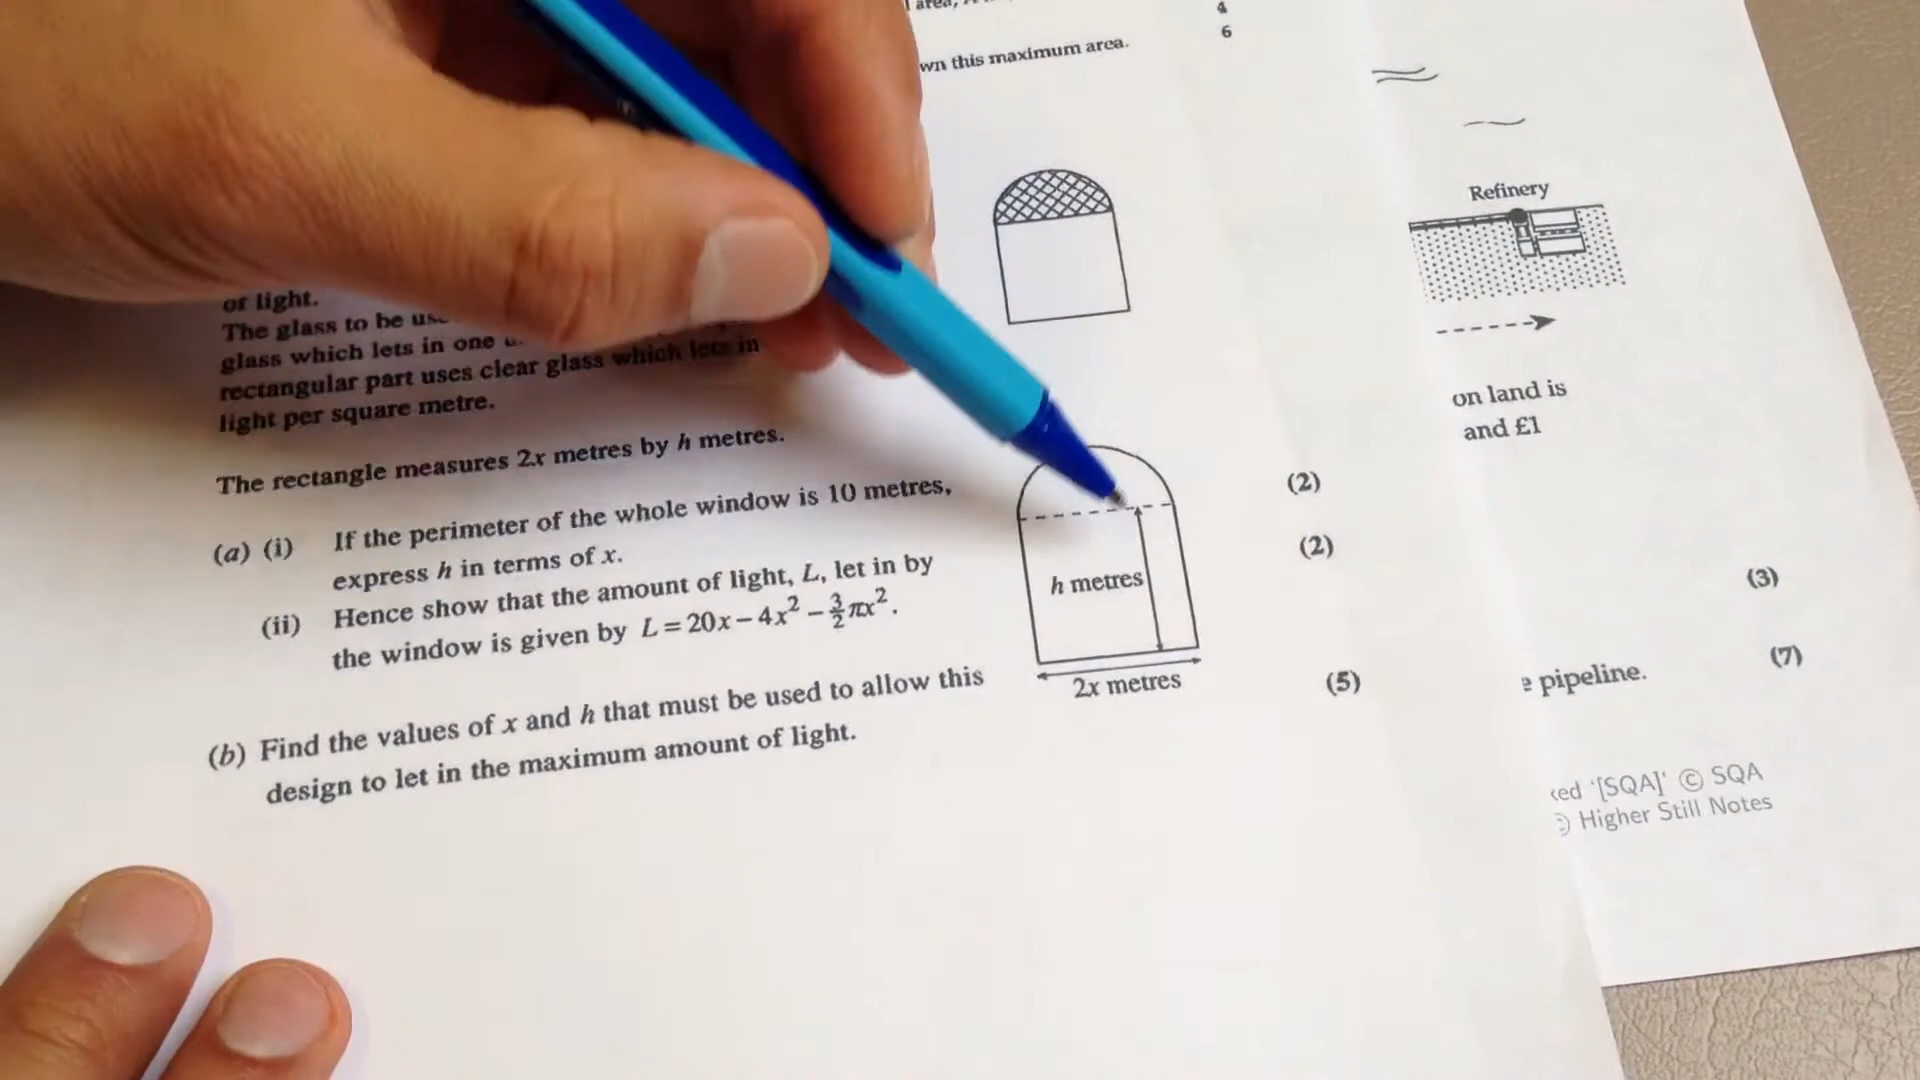 area,
4
wn this maximum area.
6
Refinery
of light.
The glass to be us
glass which lets in one
rectangular part uses clear glass which lets in
light per square metre.
on land is
and £1
The rectangle measures 2x metres by h metres.
(a) (i) If the perimeter of the whole window is 10 metres,
express h in terms of x.
(2)
(ii) Hence show that the amount of light, L, let in by
the window is given by L = 20x − 4x² − 3/2 πx².
(2)
h metres
2x metres
(3)
(b) Find the values of x and h that must be used to allow this
design to let in the maximum amount of light.
(5)
e pipeline.
(7)
ked '[SQA]' © SQA
© Higher Still Notes